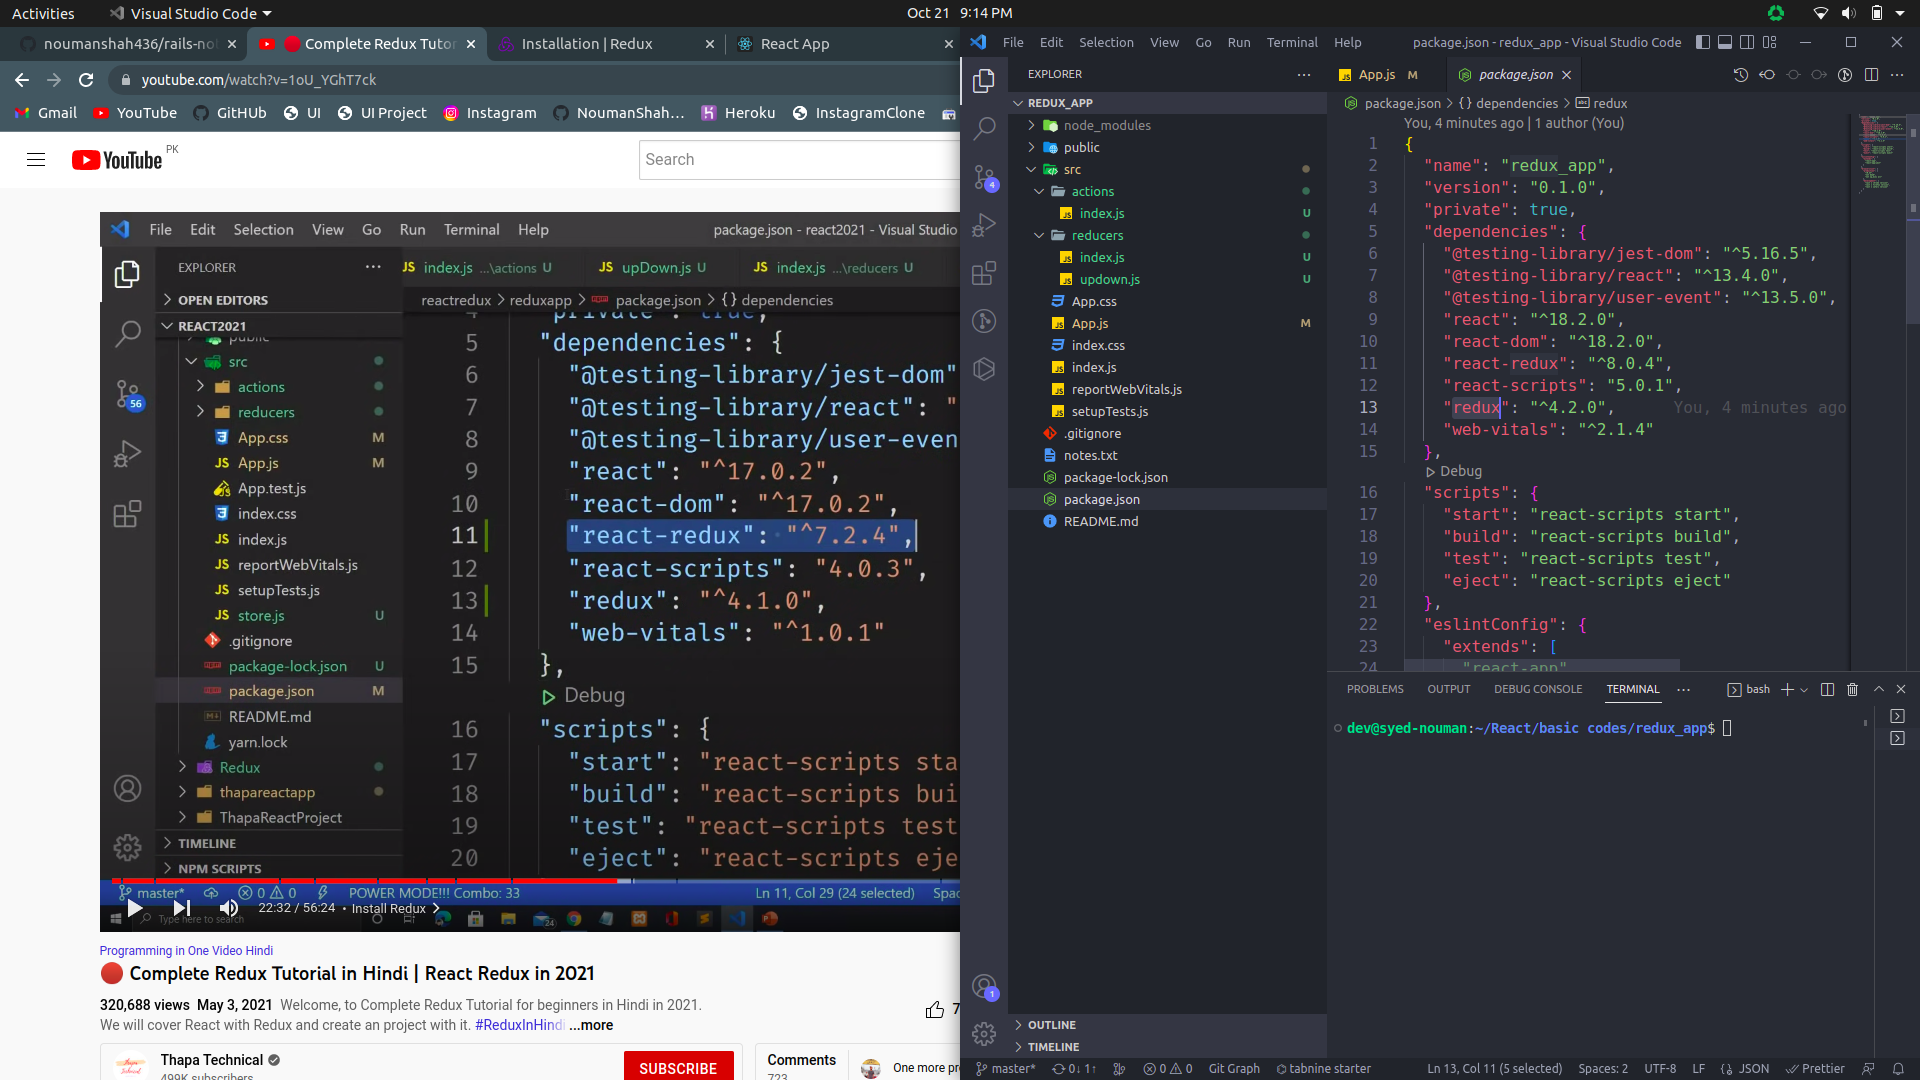 Activities
Visual Studio Code
Oct 21 9:14 PM
noumanshah436/rails-no
Complete Redux Tutor
Installation | Redux
React App
youtube.com/watch?v=1oU_YGhT7ck
Gmail
YouTube
GitHUb
UI
UI Project
Instagram
NoumanShah...
Heroku
InstagramClone
YouTube PK
Search
File Edit Selection View Go Run Terminal Help
package.json - react2021 - Visual Studio
EXPLORER
index.js ...\actions U
upDown.js U
index.js ...\reducers U
reactredux > reduxapp > package.json > {} dependencies
OPEN EDITORS
REACT2021
public
src
actions
reducers
App.css M
App.js M
App.test.js
index.css
index.js
reportWebVitals.js
setupTests.js
store.js U
.gitignore
package-lock.json U
package.json M
README.md
yarn.lock
Redux
thapareactapp
ThapaReactProject
TIMELINE
NPM SCRIPTS
56
4 "private": true,
5 "dependencies": {
6 "@testing-library/jest-dom"
7 "@testing-library/react": "
8 "@testing-library/user-even
9 "react": "^17.0.2",
10 "react-dom": "^17.0.2",
11 "react-redux": "^7.2.4",
12 "react-scripts": "4.0.3",
13 "redux": "^4.1.0",
14 "web-vitals": "^1.0.1"
15 },
Debug
16 "scripts": {
17 "start": "react-scripts sta
18 "build": "react-scripts bui
19 "test": "react-scripts test
20 "eject": "react-scripts eje
master* 0 0 POWER MODE!!! Combo: 33 Ln 11, Col 29 (24 selected) Spac
22:32 / 56:24 • Install Redux
Type here to search
24
Programming in One Video Hindi
Complete Redux Tutorial in Hindi | React Redux in 2021
320,688 views May 3, 2021 Welcome, to Complete Redux Tutorial for beginners in Hindi in 2021.
We will cover React with Redux and create an project with it. #ReduxInHindi ...more
7
Thapa Technical
499K subscribers
SUBSCRIBE
Comments
723
One more pr
File Edit Selection View Go Run Terminal Help
package.json - redux_app - Visual Studio Code
EXPLORER
REDUX_APP
node_modules
public
src
actions
index.js U
reducers
index.js U
updown.js U
App.css
App.js M
index.css
index.js
reportWebVitals.js
setupTests.js
.gitignore
notes.txt
package-lock.json
package.json
README.md
OUTLINE
TIMELINE
4
1
App.js M
package.json
package.json > {} dependencies > redux
You, 4 minutes ago | 1 author (You)
1 {
2 "name": "redux_app",
3 "version": "0.1.0",
4 "private": true,
5 "dependencies": {
6 "@testing-library/jest-dom": "^5.16.5",
7 "@testing-library/react": "^13.4.0",
8 "@testing-library/user-event": "^13.5.0",
9 "react": "^18.2.0",
10 "react-dom": "^18.2.0",
11 "react-redux": "^8.0.4",
12 "react-scripts": "5.0.1",
13 "redux": "^4.2.0", You, 4 minutes ago
14 "web-vitals": "^2.1.4"
15 },
Debug
16 "scripts": {
17 "start": "react-scripts start",
18 "build": "react-scripts build",
19 "test": "react-scripts test",
20 "eject": "react-scripts eject"
21 },
22 "eslintConfig": {
23 "extends": [
24 "react-app"
PROBLEMS OUTPUT DEBUG CONSOLE TERMINAL
bash
dev@syed-nouman:~/React/basic codes/redux_app$
master* 0↓ 1↑ 0 0 Git Graph tabnine starter Ln 13, Col 11 (5 selected) Spaces: 2 UTF-8 LF {} JSON Prettier